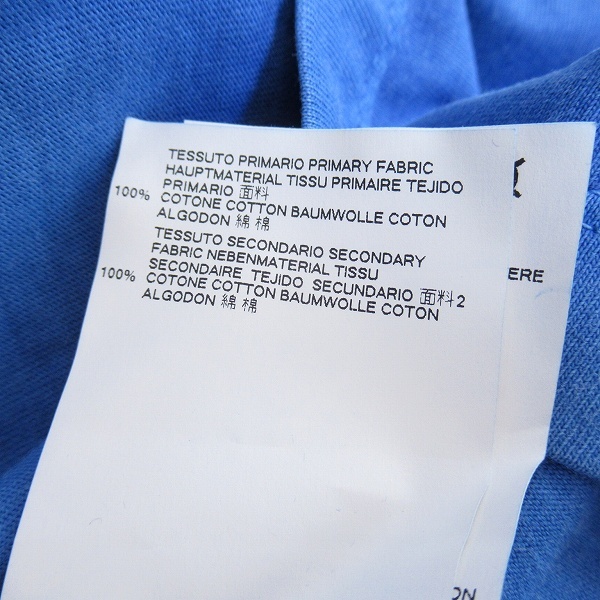 TESSUTO PRIMARIO PRIMARY FABRIC
HAUPTMATERIAL TISSU PRIMAIRE TEJIDO
PRIMARIO 面料
100% COTONE COTTON BAUMWOLLE COTON
ALGODON 綿 棉
TESSUTO SECONDARIO SECONDARY
FABRIC NEBENMATERIAL TISSU
SECONDAIRE TEJIDO SECUNDARIO 面料2
100% COTONE COTTON BAUMWOLLE COTON
ALGODON 綿 棉
ERE